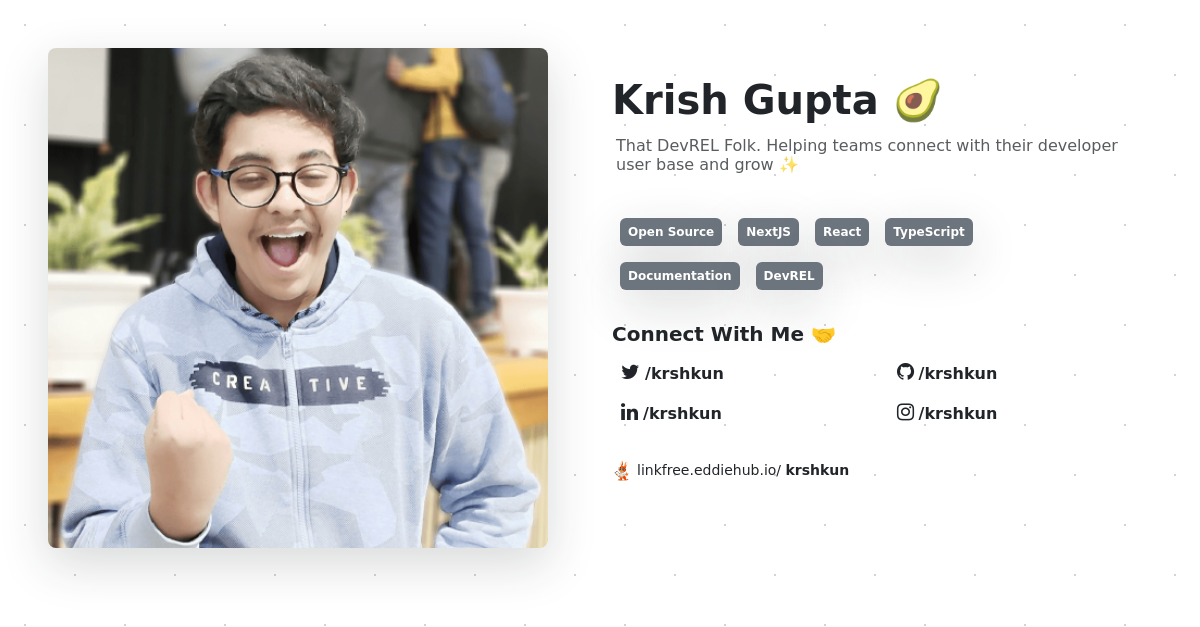 Krish Gupta 🥑
That DevREL Folk. Helping teams connect with their developer
user base and grow ✨
Open Source NextJS React TypeScript
Documentation DevREL
Connect With Me 🤝
/krshkun /krshkun
/krshkun /krshkun
linkfree.eddiehub.io/ krshkun
CREA TIVE